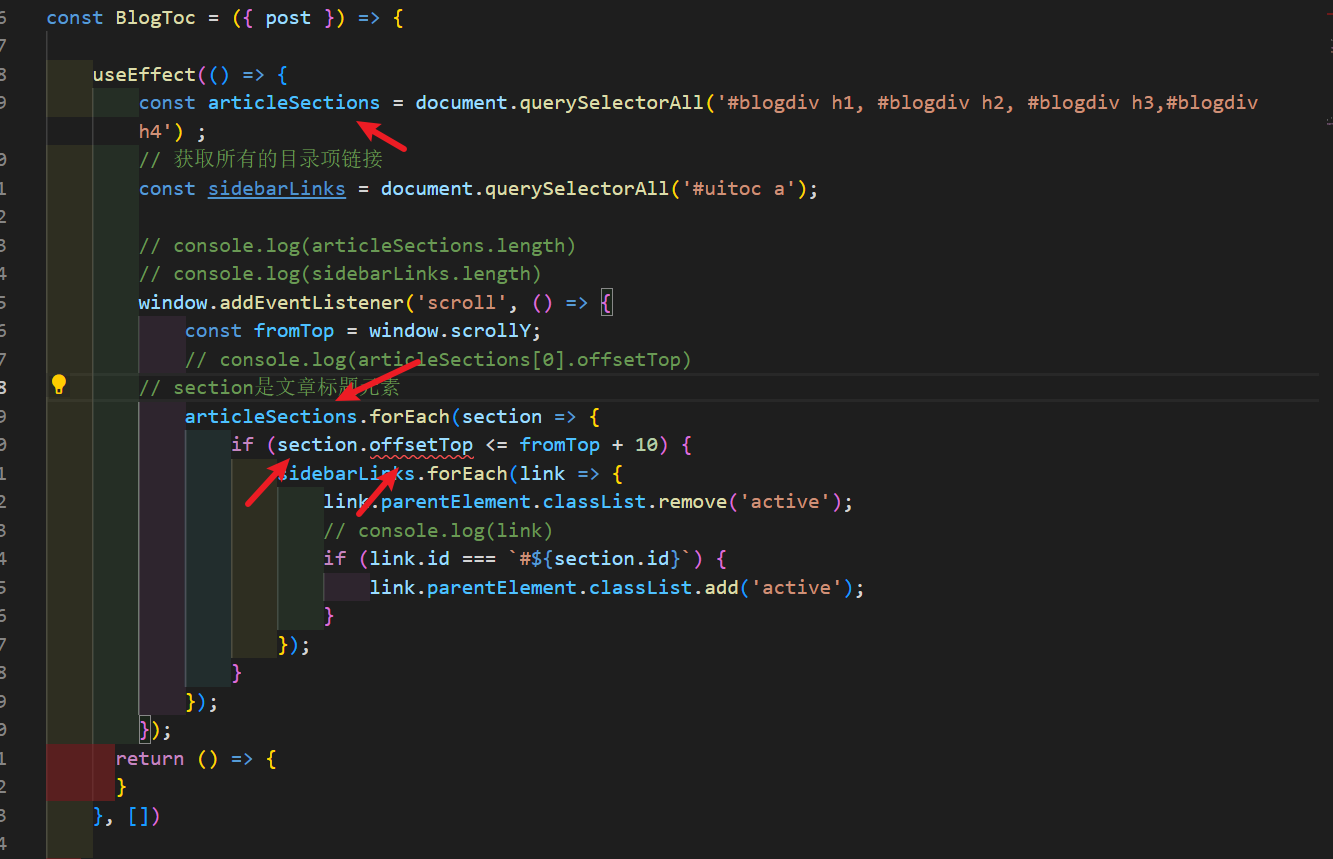 6 const BlogToc = ({ post }) => {
7
8 useEffect(() => {
9 const articleSections = document.querySelectorAll('#blogdiv h1, #blogdiv h2, #blogdiv h3,#blogdiv
h4') ;
0 // 获取所有的目录项链接
1 const sidebarLinks = document.querySelectorAll('#uitoc a');
2
3 // console.log(articleSections.length)
4 // console.log(sidebarLinks.length)
5 window.addEventListener('scroll', () => {
6 const fromTop = window.scrollY;
7 // console.log(articleSections[0].offsetTop)
8 // section是文章标题元素
9 articleSections.forEach(section => {
0 if (section.offsetTop <= fromTop + 10) {
1 sidebarLinks.forEach(link => {
2 link.parentElement.classList.remove('active');
3 // console.log(link)
4 if (link.id === `#${section.id}`) {
5 link.parentElement.classList.add('active');
6 }
7 });
8 }
9 });
0 });
1 return () => {
2 }
3 }, [])
4